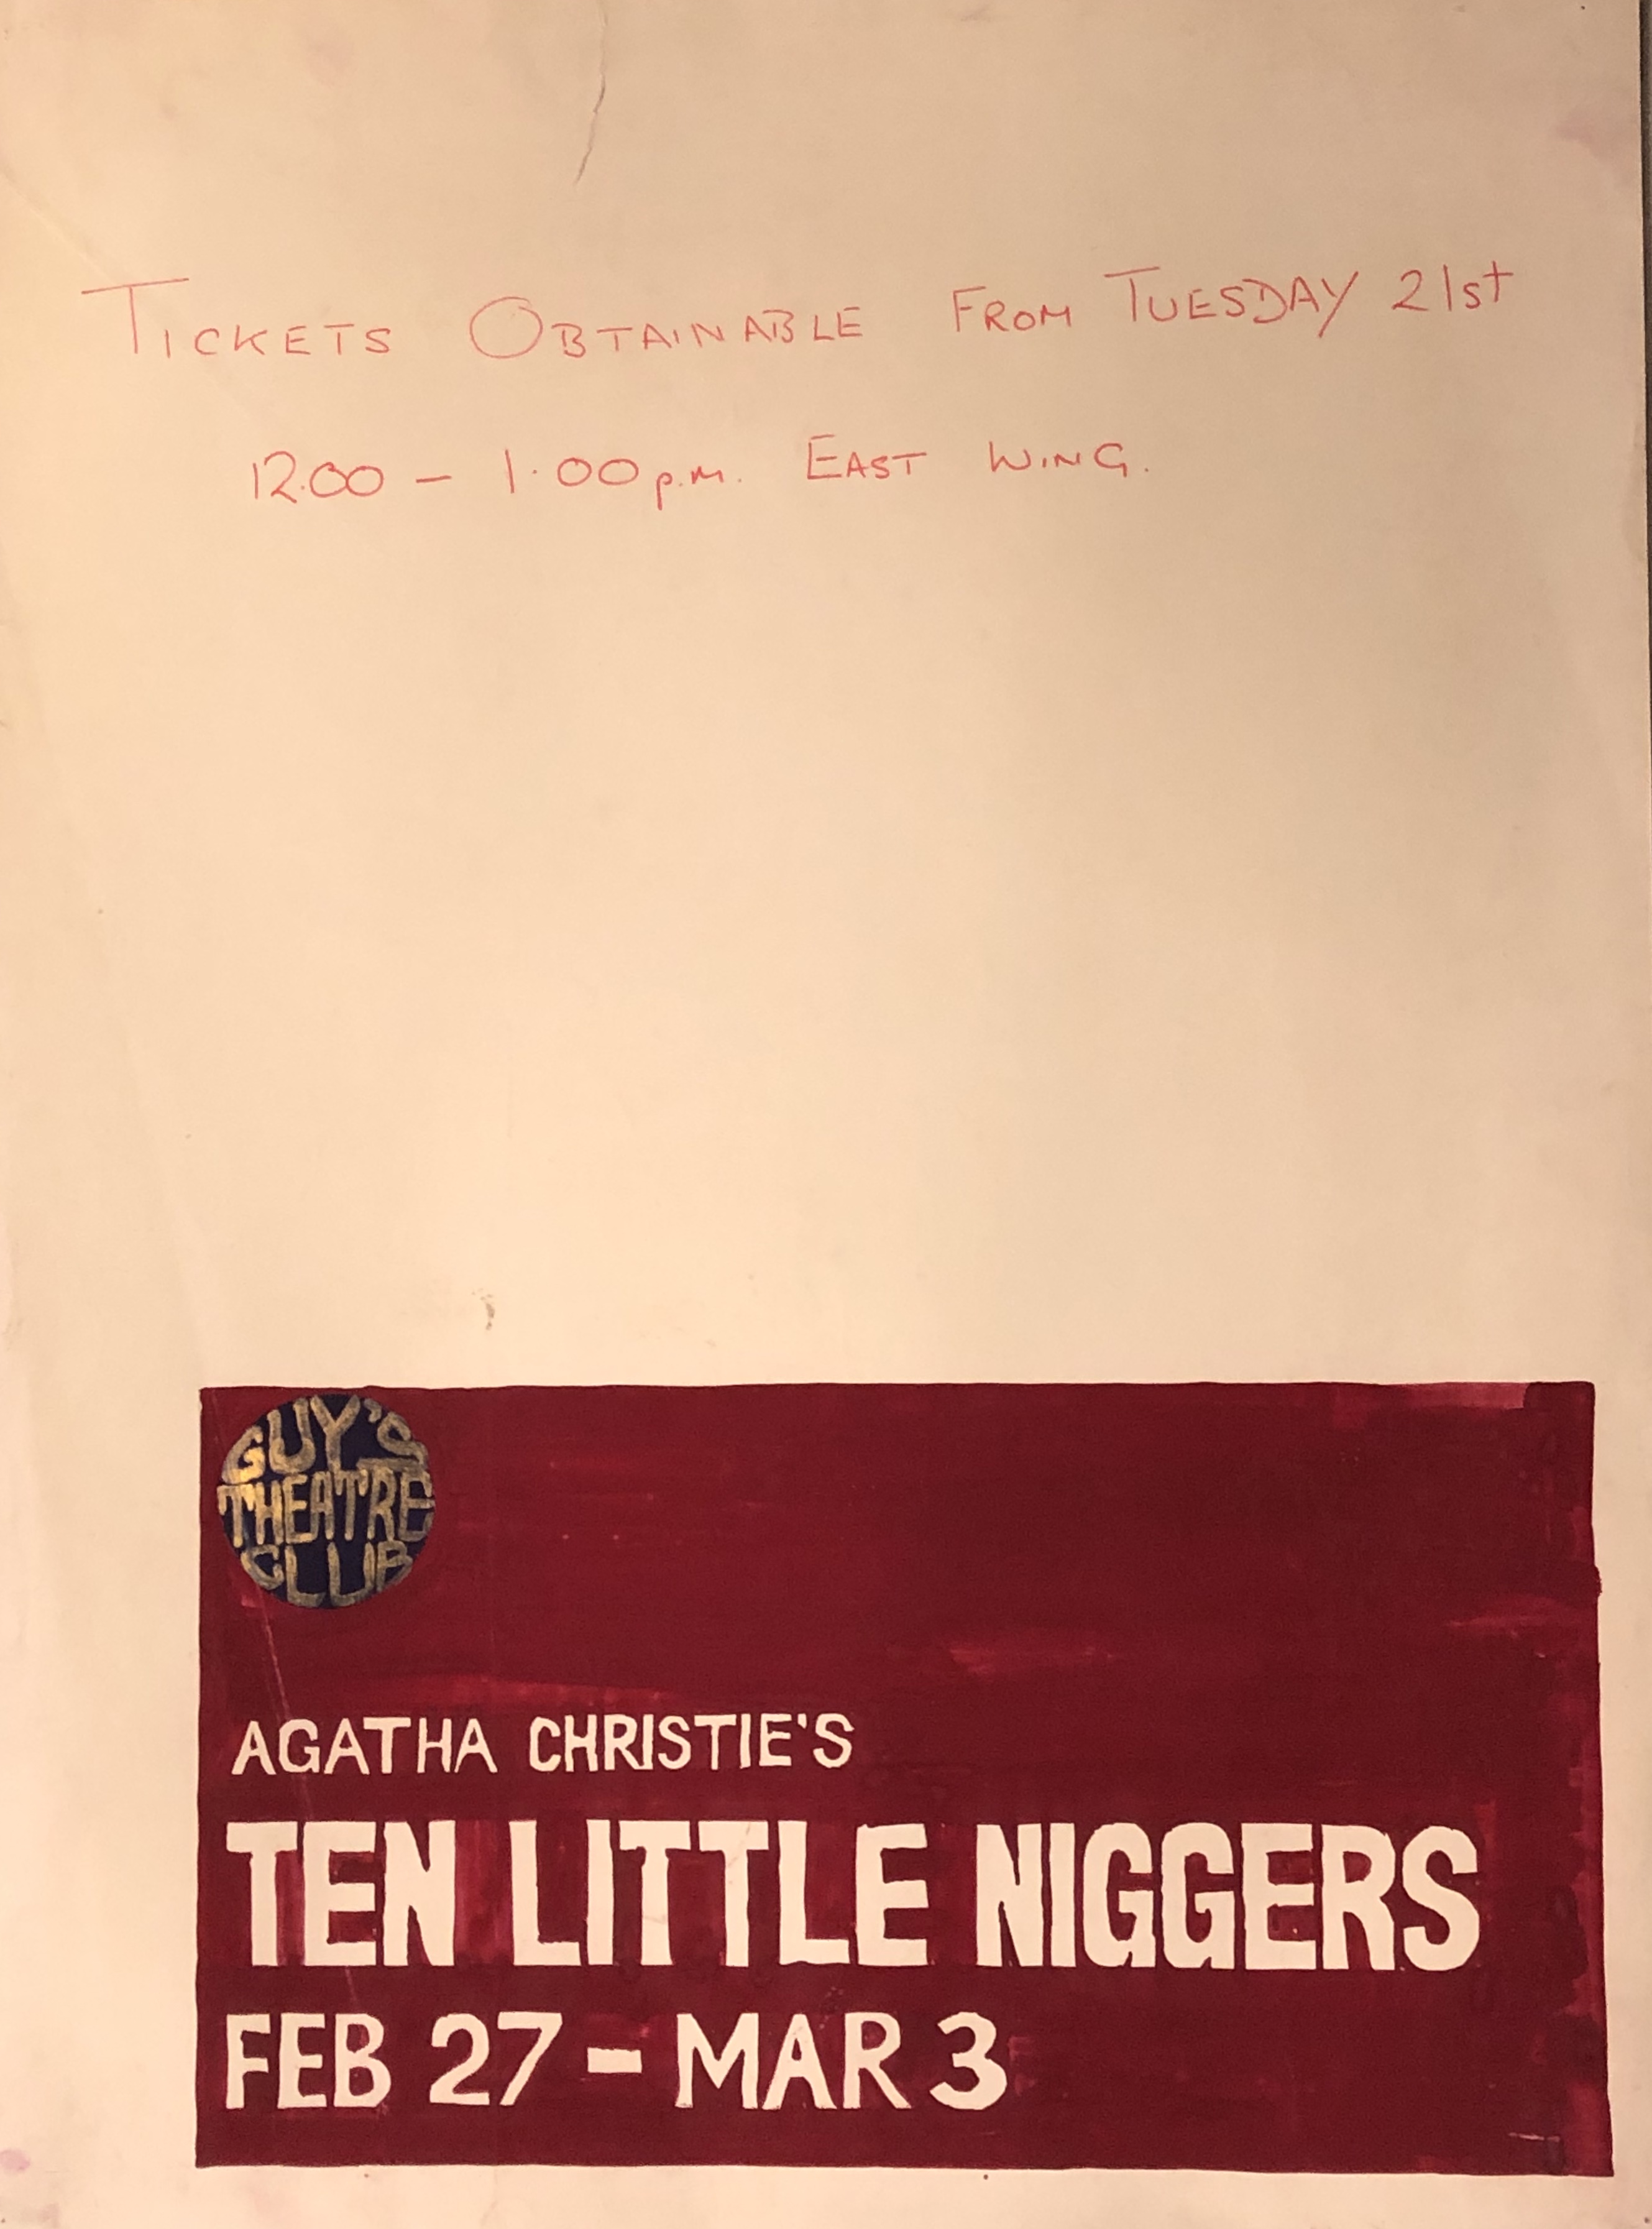 TICKETS OBTAINABLE FROM TUESDAY 21st
12.00 – 1.00 p.m. EAST WING.
GUY'S
THEATRE
CLUB
AGATHA CHRISTIE'S
TEN LITTLE NIGGERS
FEB 27 – MAR 3